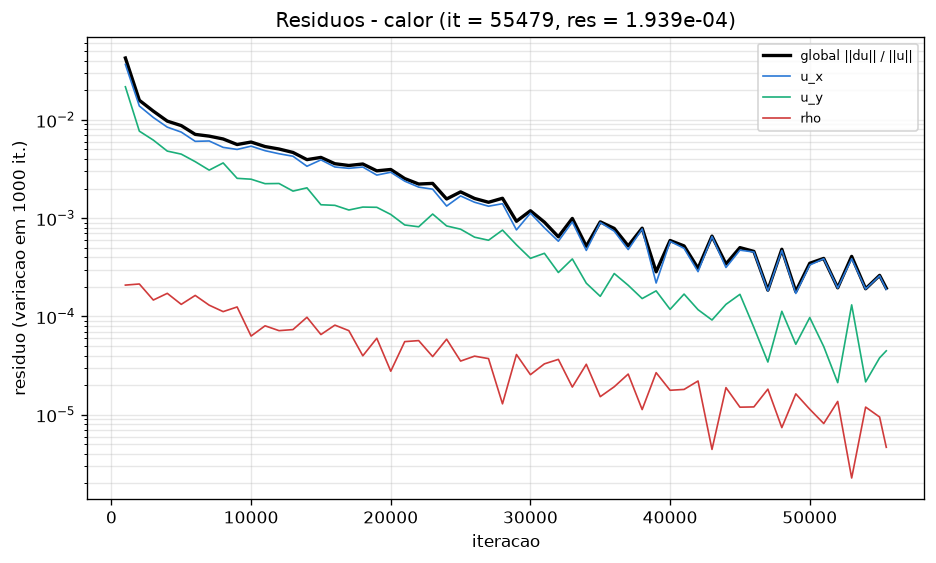 Residuos - calor (it = 55479, res = 1.939e-04)
global ||du|| / ||u||
u_x
u_y
rho
residuo (variacao em 1000 it.)
10⁻²
10⁻³
10⁻⁴
10⁻⁵
0 10000 20000 30000 40000 50000
iteracao